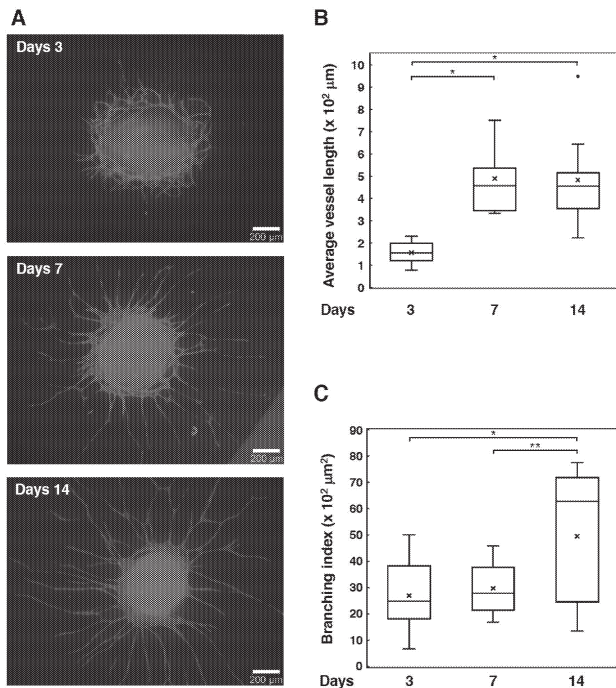 A
Days 3
200 µm
Days 7
200 µm
Days 14
200 µm
B
Average vessel length (x 10² µm)
10
9
8
7
6
5
4
3
2
1
0
*
*
Days 3 7 14
C
Branching index (x 10² µm²)
90
80
70
60
50
40
30
20
10
0
*
**
Days 3 7 14